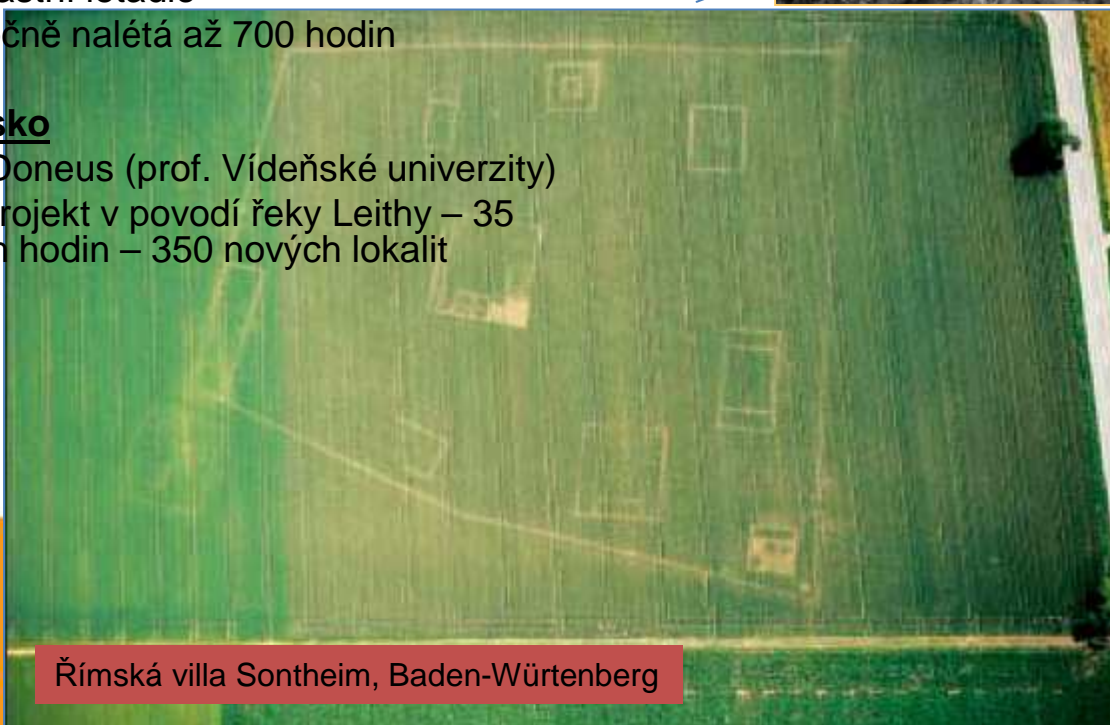 čně nalétá až 700 hodin
sko
Doneus (prof. Vídeňské univerzity)
rojekt v povodí řeky Leithy – 35
hodin – 350 nových lokalit
Římská villa Sontheim, Baden-Würtenberg